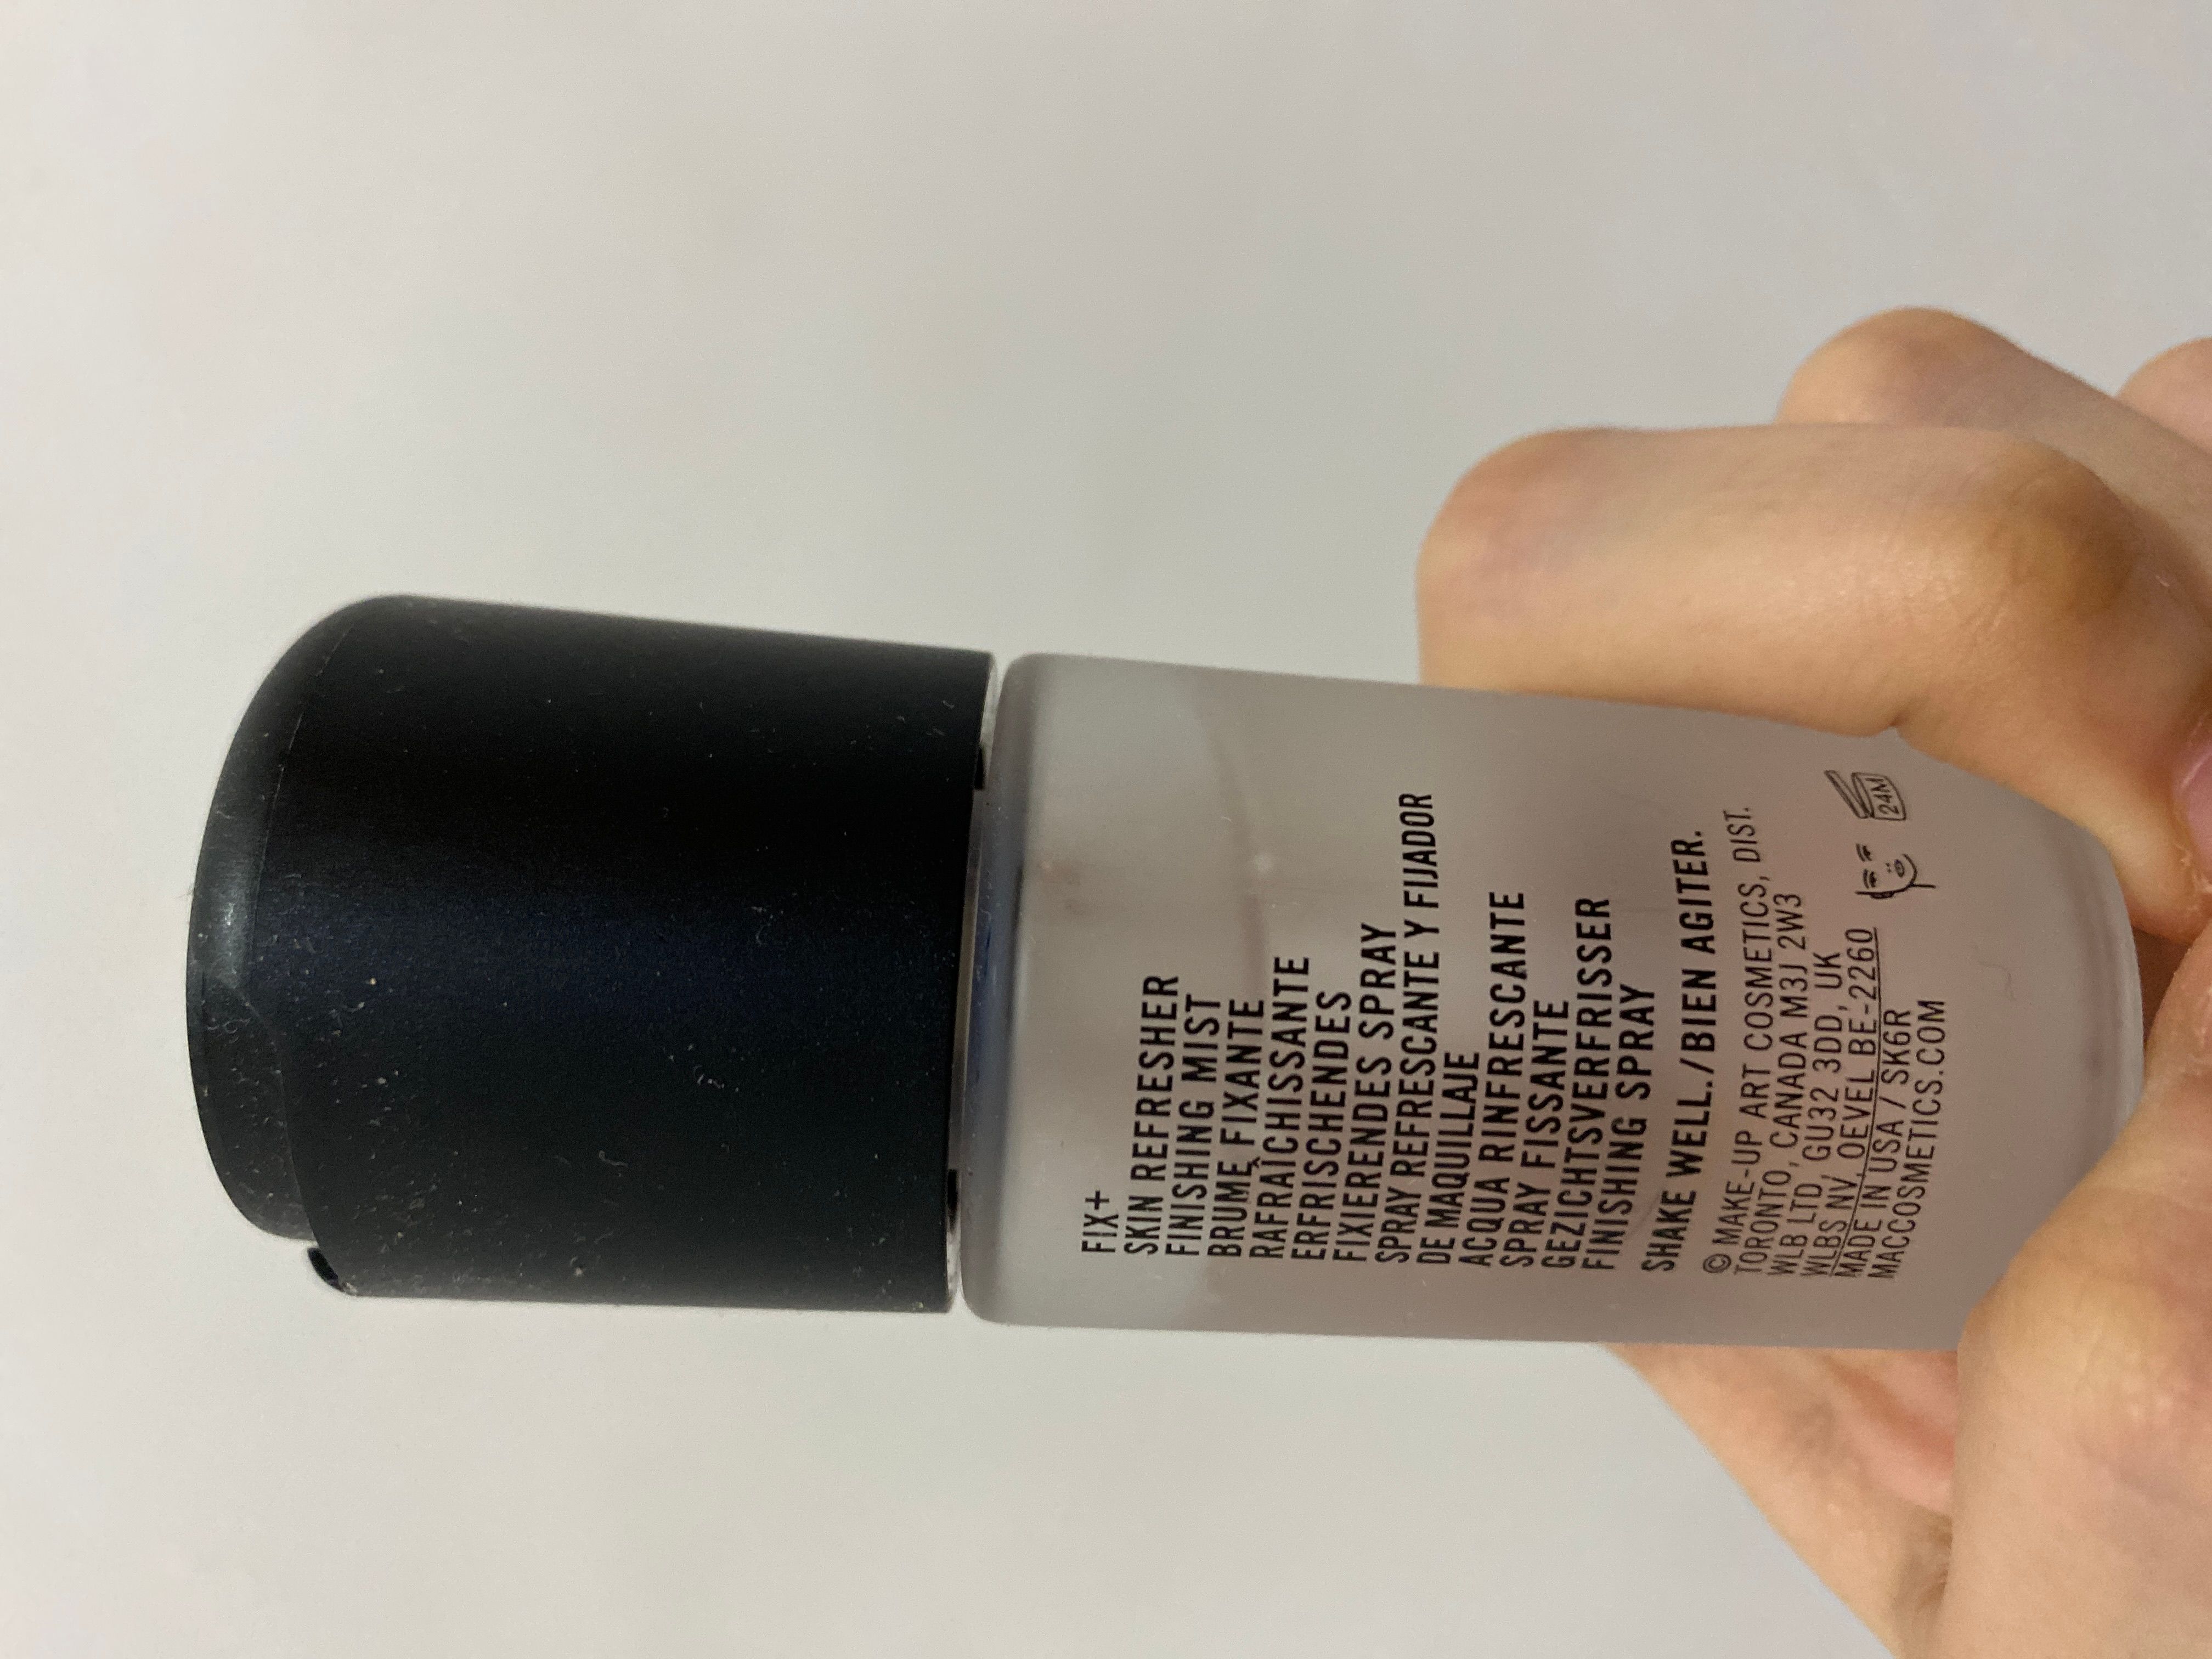 FIX+
SKIN REFRESHER
FINISHING MIST
BRUME FIXANTE
RAFRAÎCHISSANTE
ERFRISCHENDES
FIXIERENDES SPRAY
SPRAY REFRESCANTE Y FIJADOR
DE MAQUILLAJE
ACQUA RINFRESCANTE
SPRAY FISSANTE
GEZICHTSVERFRISSER
FINISHING SPRAY
SHAKE WELL./BIEN AGITER.
© MAKE-UP ART COSMETICS, DIST.
TORONTO, CANADA M3J 2W3
WLB LTD, GU32 3DD, UK
WLBS NV, OEVEL BE-2260
MADE IN USA / SK6R
MACCOSMETICS.COM
24M